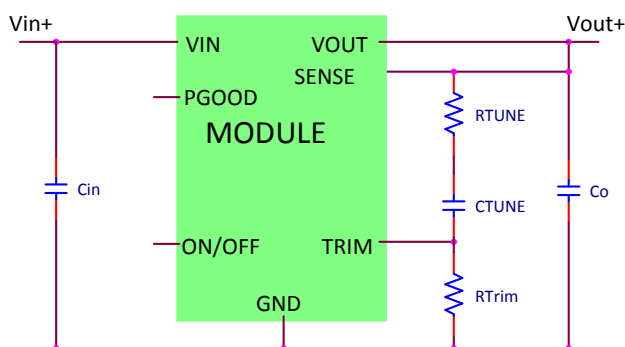 Vin+
Vout+
VIN
VOUT
SENSE
PGOOD
RTUNE
MODULE
Cin
CTUNE
Co
ON/OFF
TRIM
RTrim
GND